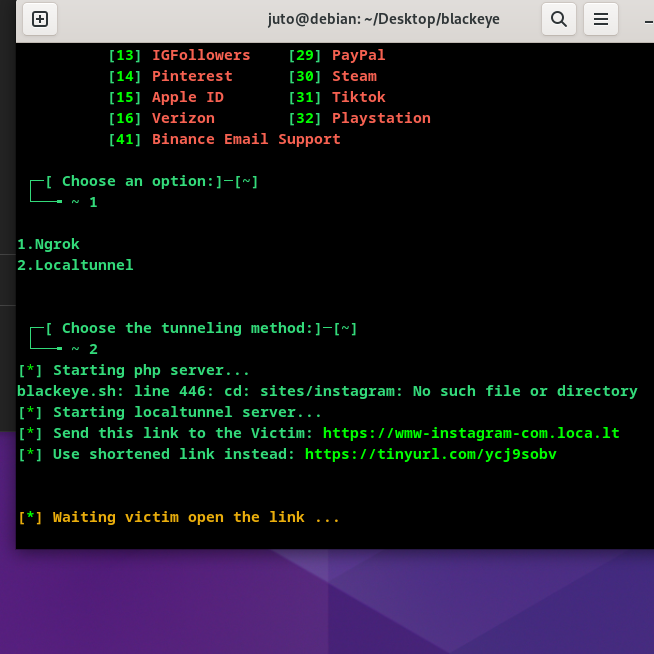 juto@debian: ~/Desktop/blackeye
[13] IGFollowers [29] PayPal
[14] Pinterest [30] Steam
[15] Apple ID [31] Tiktok
[16] Verizon [32] Playstation
[41] Binance Email Support
[ Choose an option:]─[~]
~ 1
1.Ngrok
2.Localtunnel
[ Choose the tunneling method:]─[~]
~ 2
[*] Starting php server...
blackeye.sh: line 446: cd: sites/instagram: No such file or directory
[*] Starting localtunnel server...
[*] Send this link to the Victim: https://wmw-instagram-com.loca.lt
[*] Use shortened link instead: https://tinyurl.com/ycj9sobv
[*] Waiting victim open the link ...